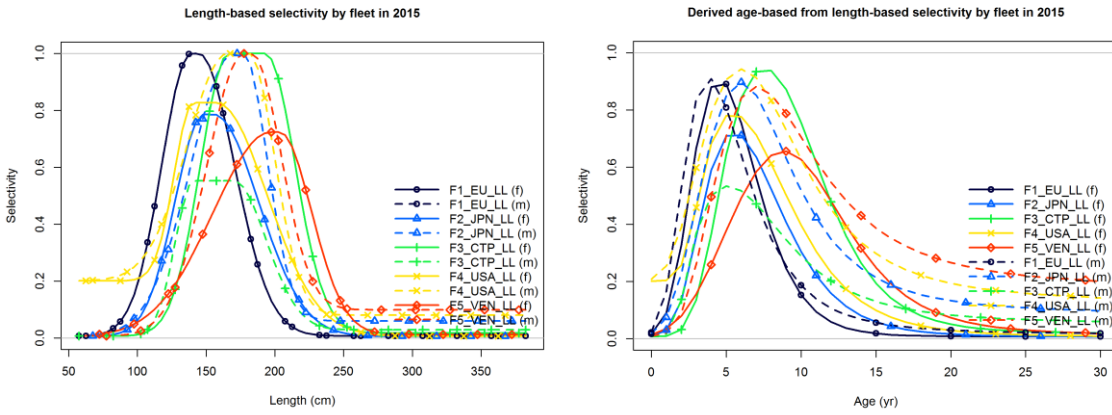 Length-based selectivity by fleet in 2015
Selectivity
0.0
0.2
0.4
0.6
0.8
1.0
50
100
150
200
250
300
350
Length (cm)
F1_EU_LL (f)
F1_EU_LL (m)
F2_JPN_LL (f)
F2_JPN_LL (m)
F3_CTP_LL (f)
F3_CTP_LL (m)
F4_USA_LL (f)
F4_USA_LL (m)
F5_VEN_LL (f)
F5_VEN_LL (m)
Derived age-based from length-based selectivity by fleet in 2015
Selectivity
0.0
0.2
0.4
0.6
0.8
1.0
0
5
10
15
20
25
30
Age (yr)
F1_EU_LL (f)
F2_JPN_LL (f)
F3_CTP_LL (f)
F4_USA_LL (f)
F5_VEN_LL (f)
F1_EU_LL (m)
F2_JPN_LL (m)
F3_CTP_LL (m)
F4_USA_LL (m)
F5_VEN_LL (m)